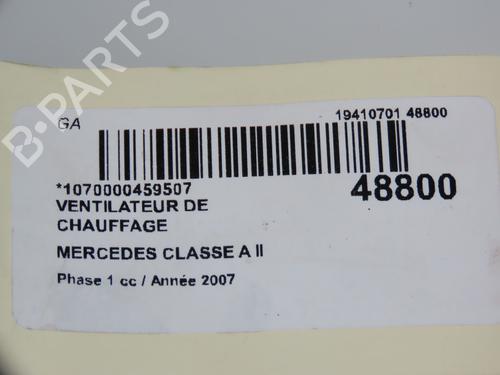 B-PARTS
GA
19410701 48800
*1070000459507
48800
VENTILATEUR DE
CHAUFFAGE
MERCEDES CLASSE A II
Phase 1 cc / Année 2007